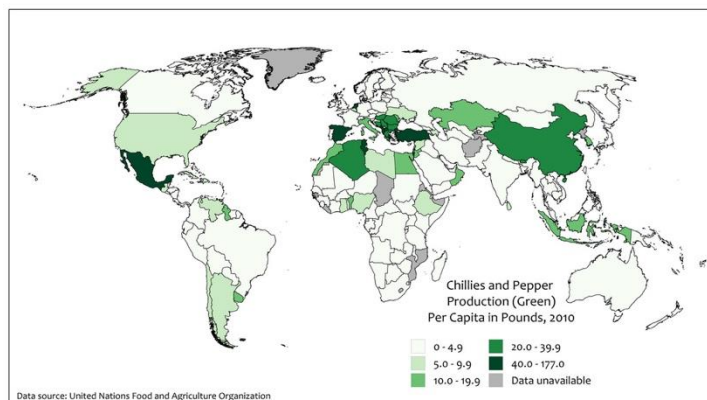 Chillies and Pepper
Production (Green)
Per Capita in Pounds, 2010
0 - 4.9
20.0 - 39.9
5.0 - 9.9
40.0 - 177.0
10.0 - 19.9
Data unavailable
Data source: United Nations Food and Agriculture Organization